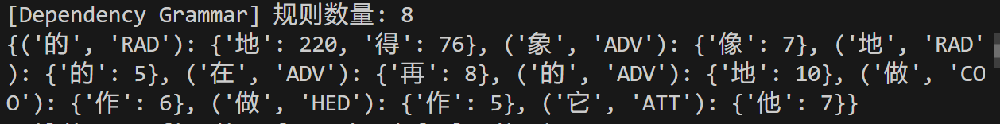 [Dependency Grammar] 规则数量: 8
{('的', 'RAD'): {'地': 220, '得': 76}, ('象', 'ADV'): {'像': 7}, ('地', 'RAD'
): {'的': 5}, ('在', 'ADV'): {'再': 8}, ('的', 'ADV'): {'地': 10}, ('做', 'CO
O'): {'作': 6}, ('做', 'HED'): {'作': 5}, ('它', 'ATT'): {'他': 7}}